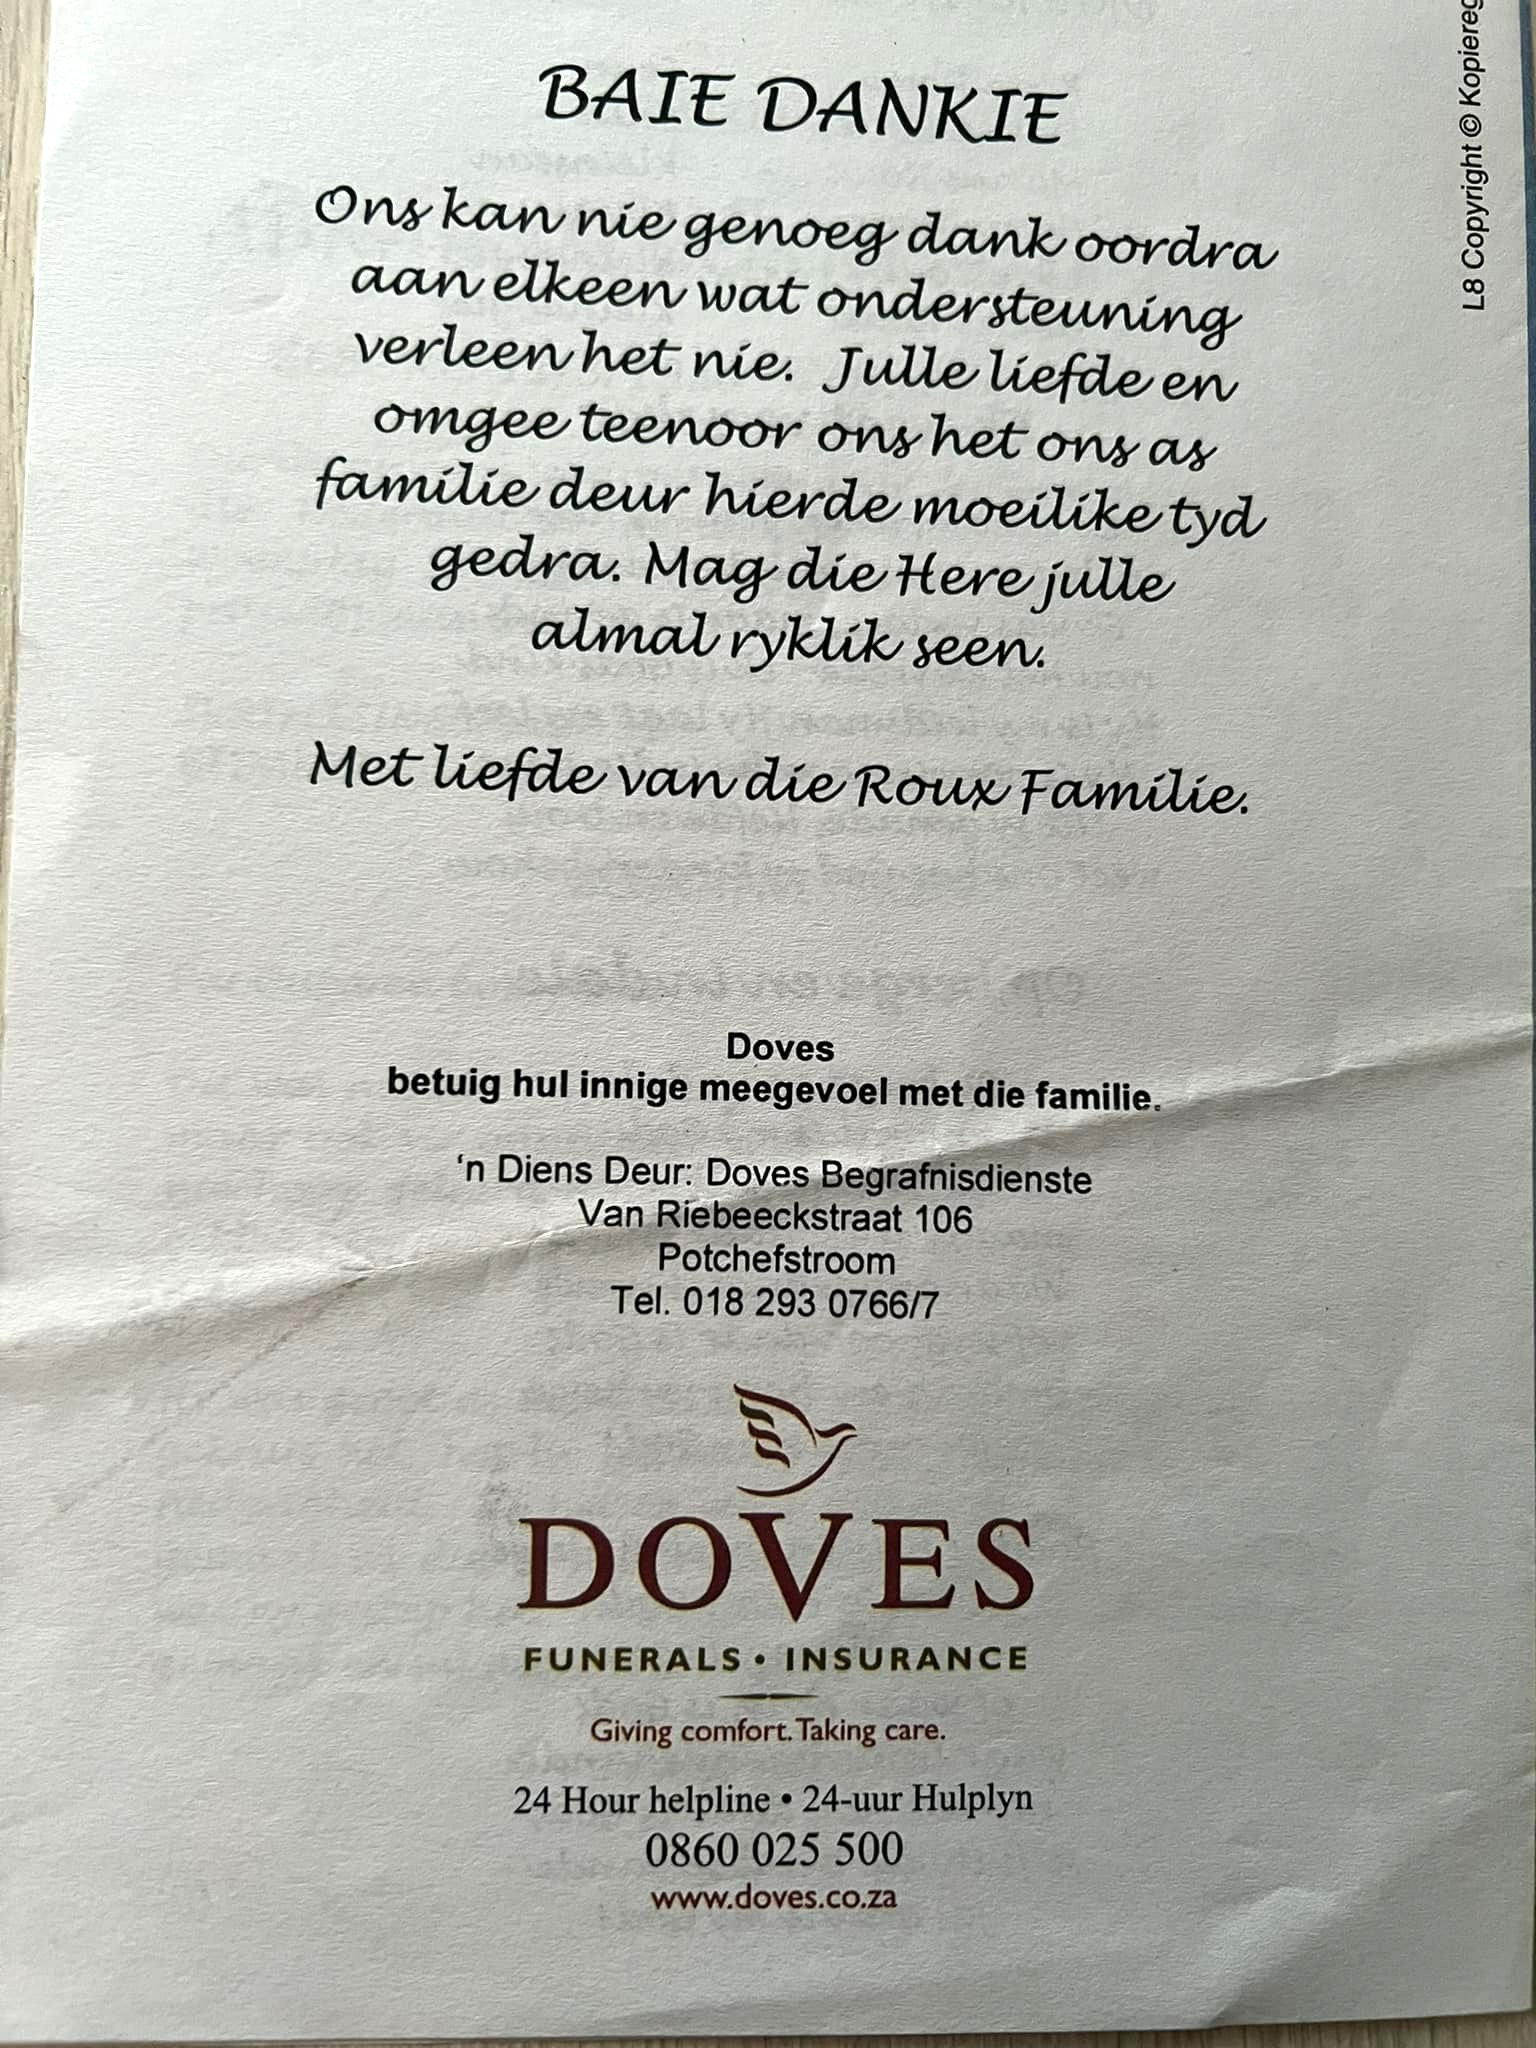 BAIE DANKIE
Ons kan nie genoeg dank oordra
aan elkeen wat ondersteuning
verleen het nie. Julle liefde en
omgee teenoor ons het ons as
familie deur hierde moeilike tyd
gedra. Mag die Here julle
almal ryklik seen.
Met liefde van die Roux Familie.
Doves
betuig hul innige meegevoel met die familie.
‘n Diens Deur: Doves Begrafnisdienste
Van Riebeeckstraat 106
Potchefstroom
Tel. 018 293 0766/7
DOVES
FUNERALS • INSURANCE
Giving comfort. Taking care.
24 Hour helpline • 24-uur Hulplyn
0860 025 500
www.doves.co.za
L8 Copyright ©